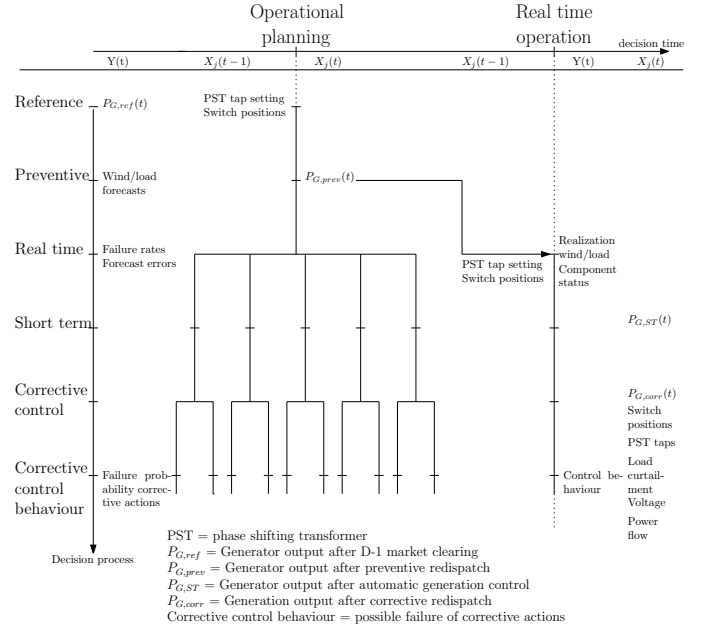 Operational
planning
Real time
operation
decision time
Y(t)
X_j(t − 1)
X_j(t)
X_j(t−1)
Y(t)
X_j(t)
Reference
P_{G,ref}(t)
PST tap setting
Switch positions
Preventive
Wind/load
forecasts
P_{G,prev}(t)
Real time
Failure rates
Forecast errors
PST tap setting
Switch positions
Realization
wind/load
Component
status
Short term
P_{G,ST}(t)
Corrective
control
P_{G,corr}(t)
Switch
positions
PST taps
Corrective
control
behaviour
Failure prob-
ability correc-
tive actions
Control be-
haviour
Load
curtail-
ment
Voltage
Power
flow
Decision process
PST = phase shifting transformer
P_{G,ref} = Generator output after D-1 market clearing
P_{G,prev} = Generator output after preventive redispatch
P_{G,ST} = Generator output after automatic generation control
P_{G,corr} = Generation output after corrective redispatch
Corrective control behaviour = possible failure of corrective actions